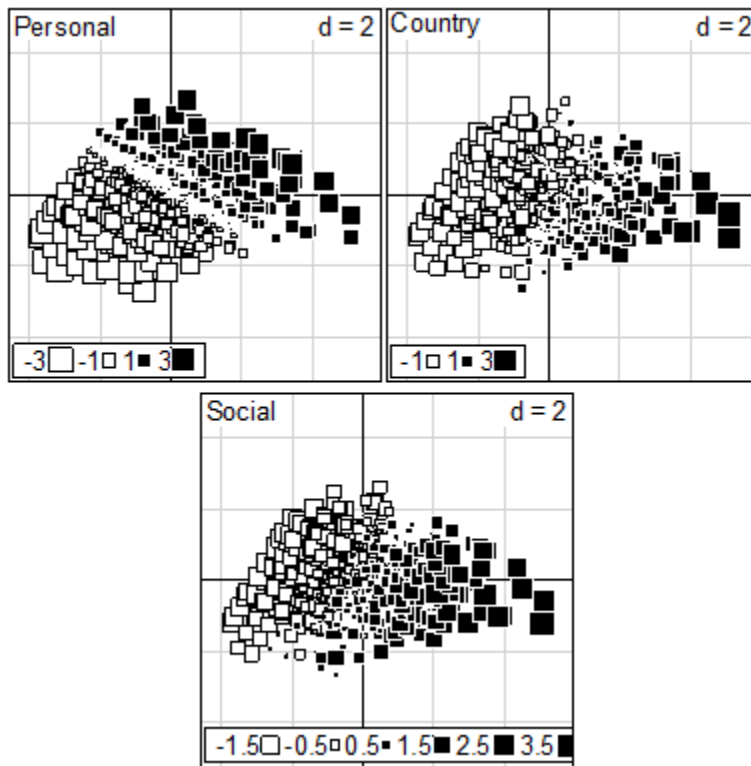 Personal d = 2
Country d = 2
-3 -1 1 3
-1 1 3
Social d = 2
-1.5 -0.5 0.5 1.5 2.5 3.5